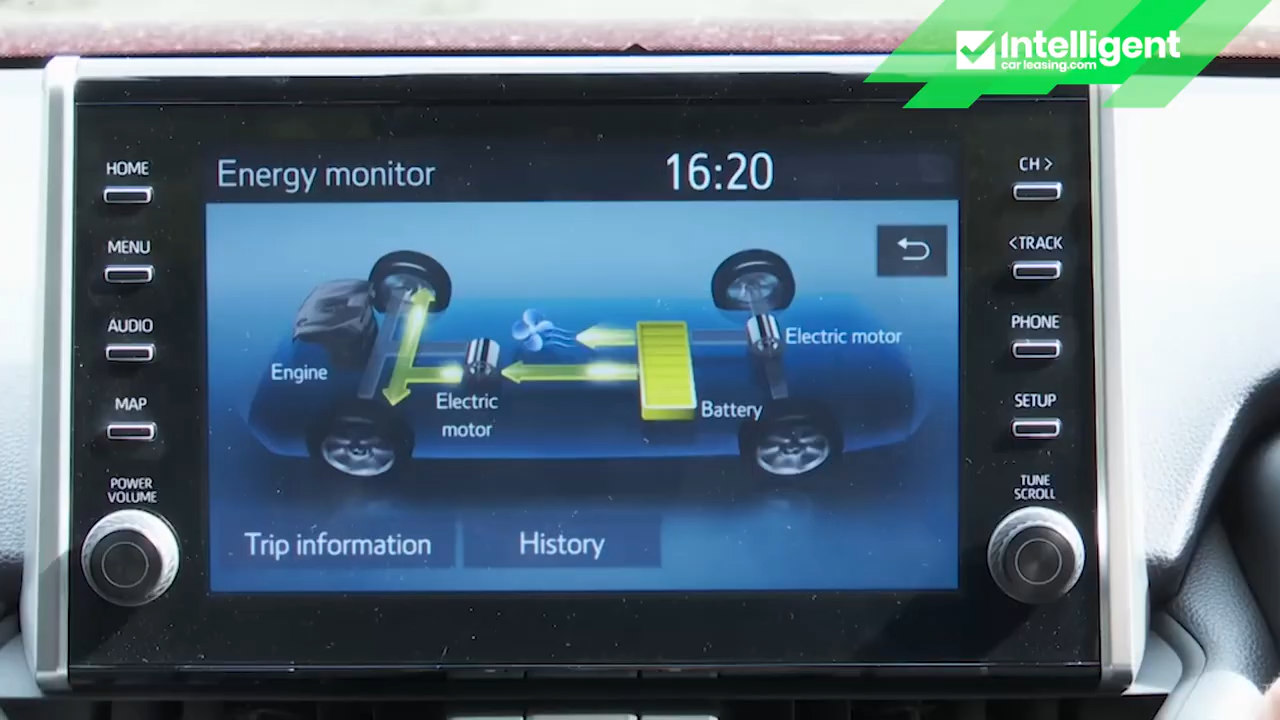 Intelligent
carleasing.com
Energy monitor
16:20
HOME
MENU
AUDIO
MAP
POWER
VOLUME
CH >
<TRACK
PHONE
SETUP
TUNE
SCROLL
Engine
Electric
motor
Electric motor
Battery
Trip information
History